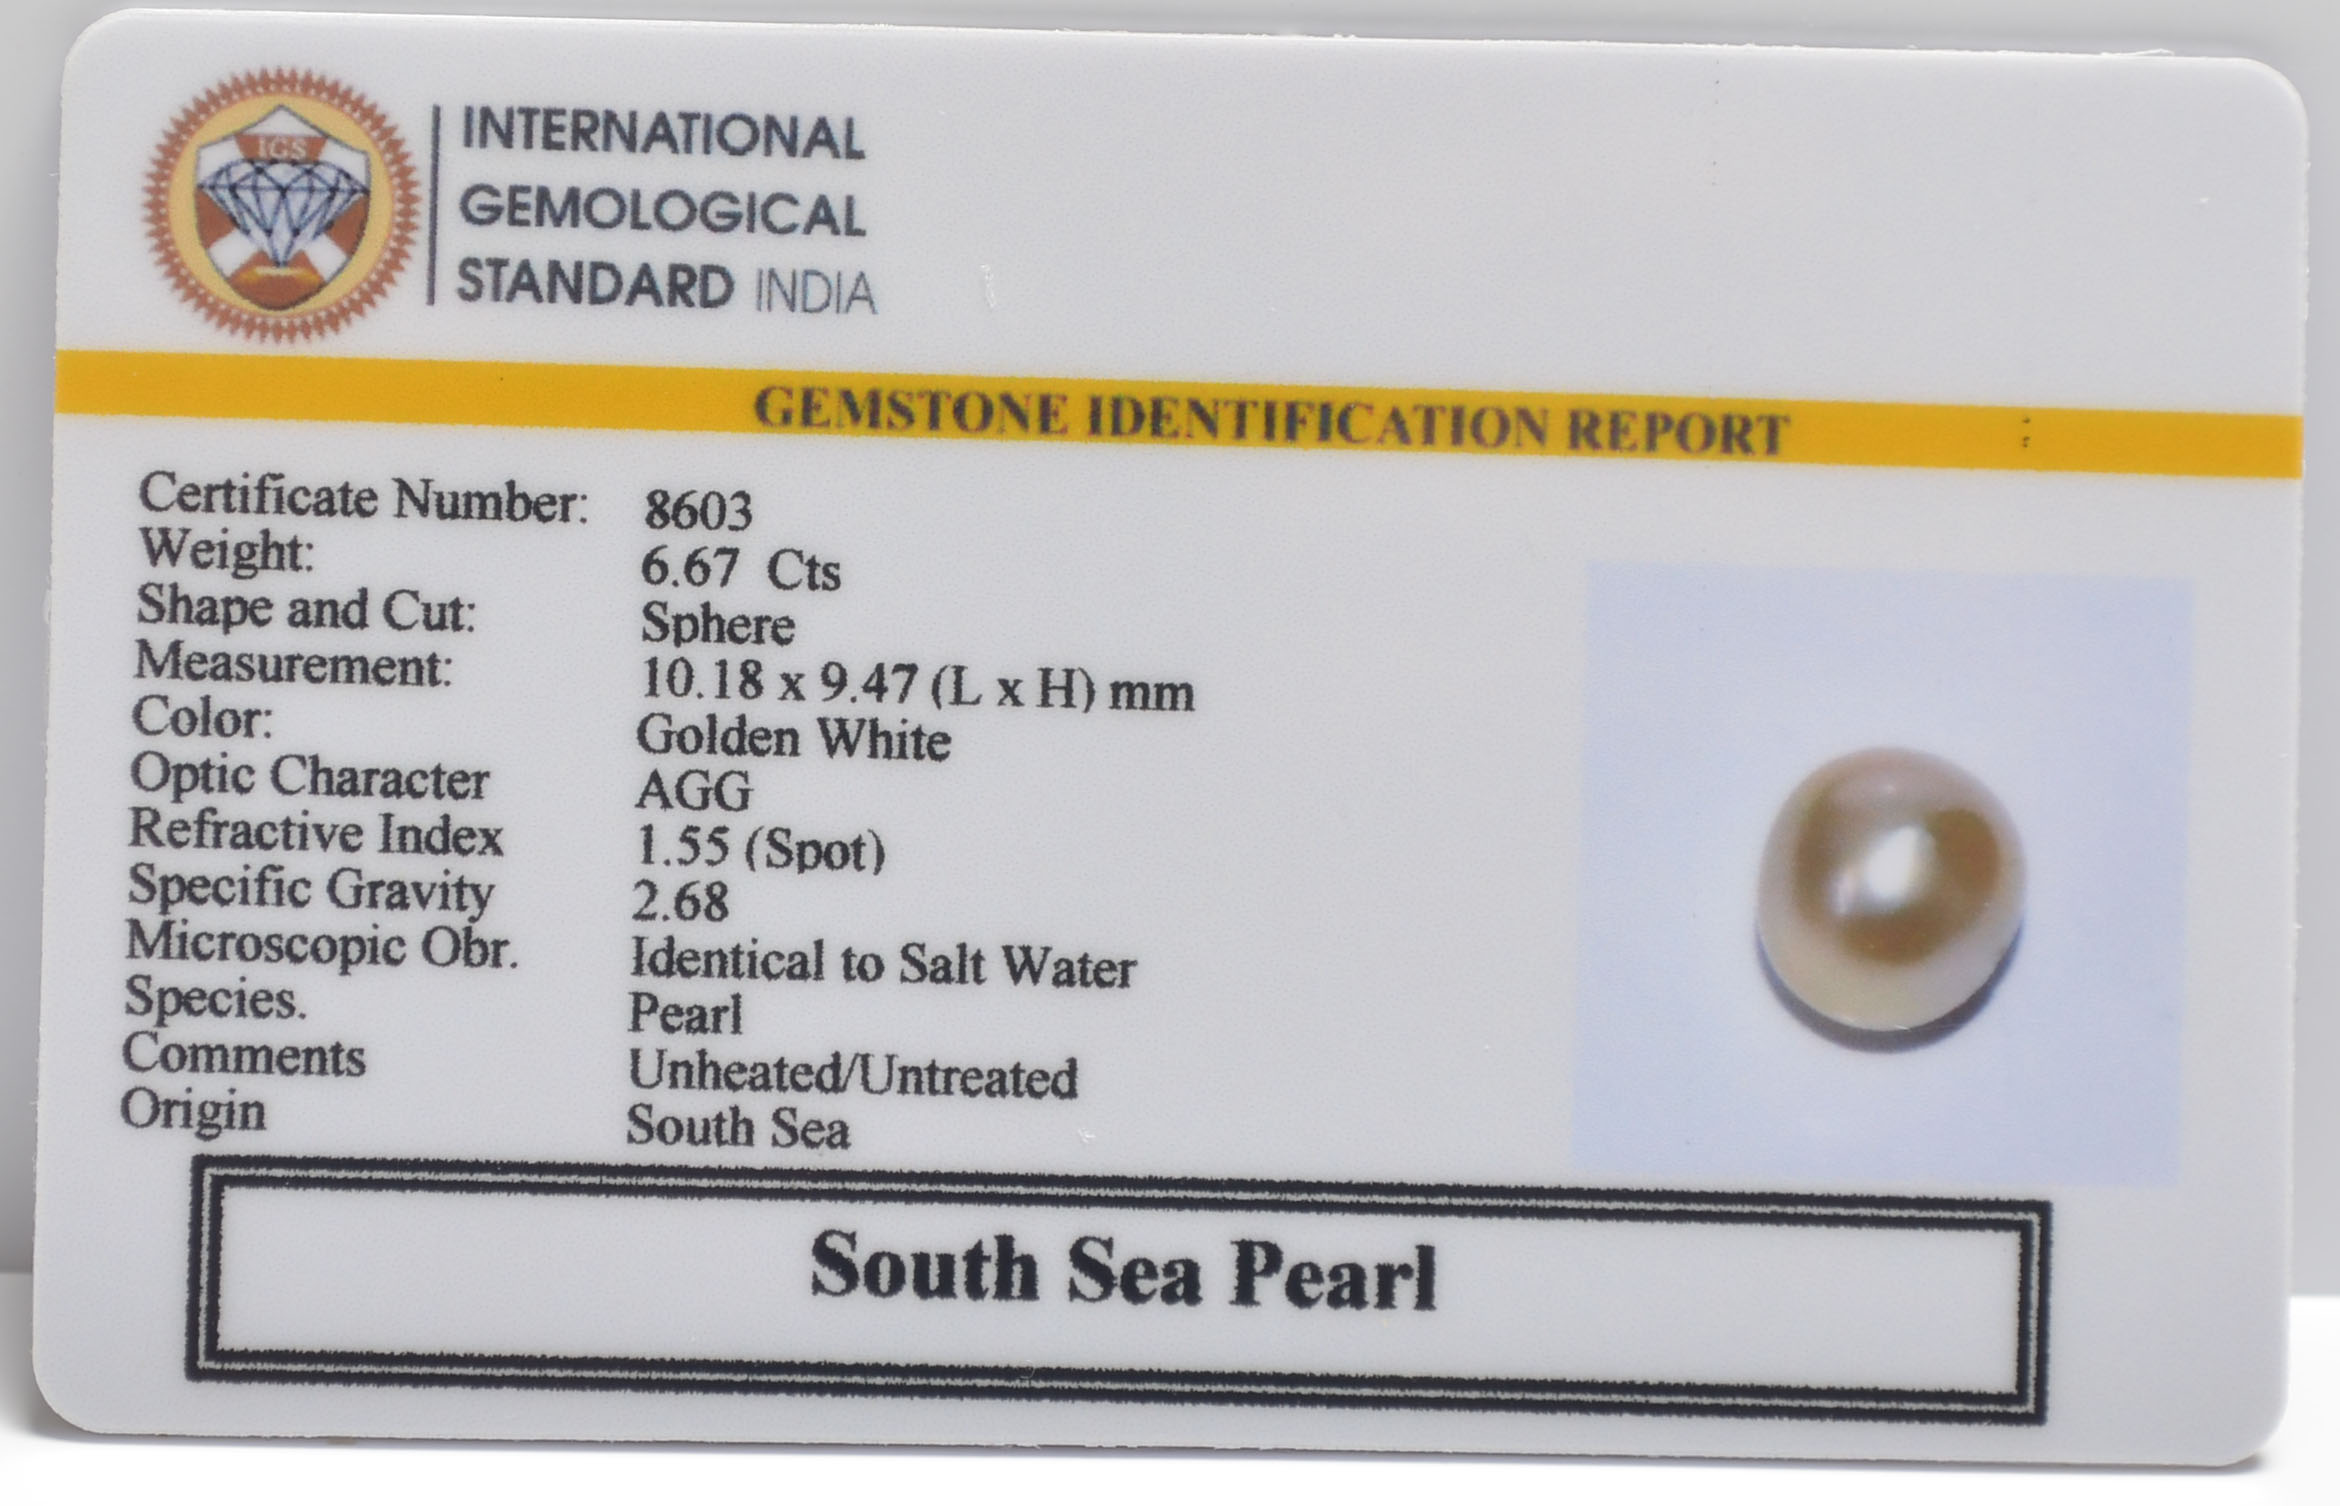 IGS
INTERNATIONAL
GEMOLOGICAL
STANDARD INDIA
GEMSTONE IDENTIFICATION REPORT
Certificate Number: 8603
Weight: 6.67 Cts
Shape and Cut: Sphere
Measurement: 10.18 x 9.47 (L x H) mm
Color: Golden White
Optic Character AGG
Refractive Index 1.55 (Spot)
Specific Gravity 2.68
Microscopic Obr. Identical to Salt Water
Species. Pearl
Comments Unheated/Untreated
Origin South Sea
South Sea Pearl